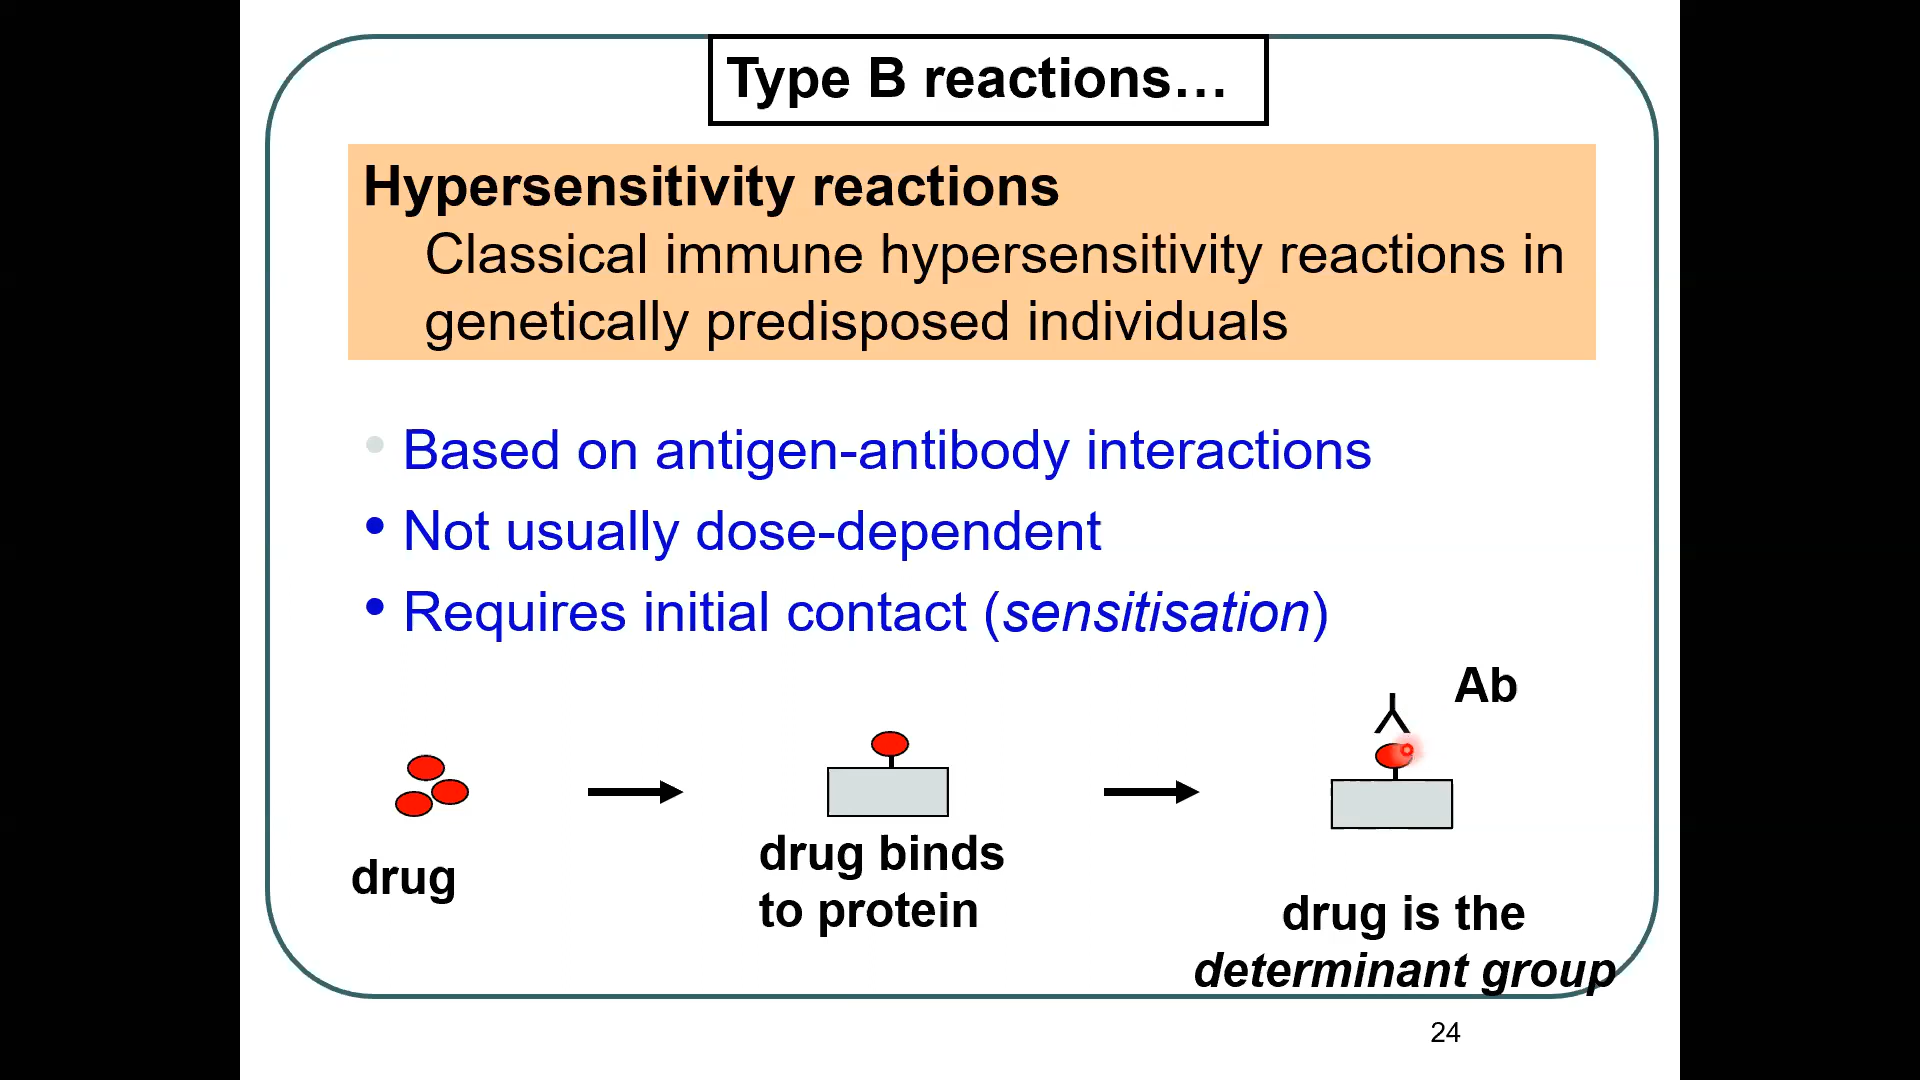 Type B reactions…
Hypersensitivity reactions
Classical immune hypersensitivity reactions in
genetically predisposed individuals
• Based on antigen-antibody interactions
• Not usually dose-dependent
• Requires initial contact (sensitisation)
Ab
drug
drug binds
to protein
drug is the
determinant group
24